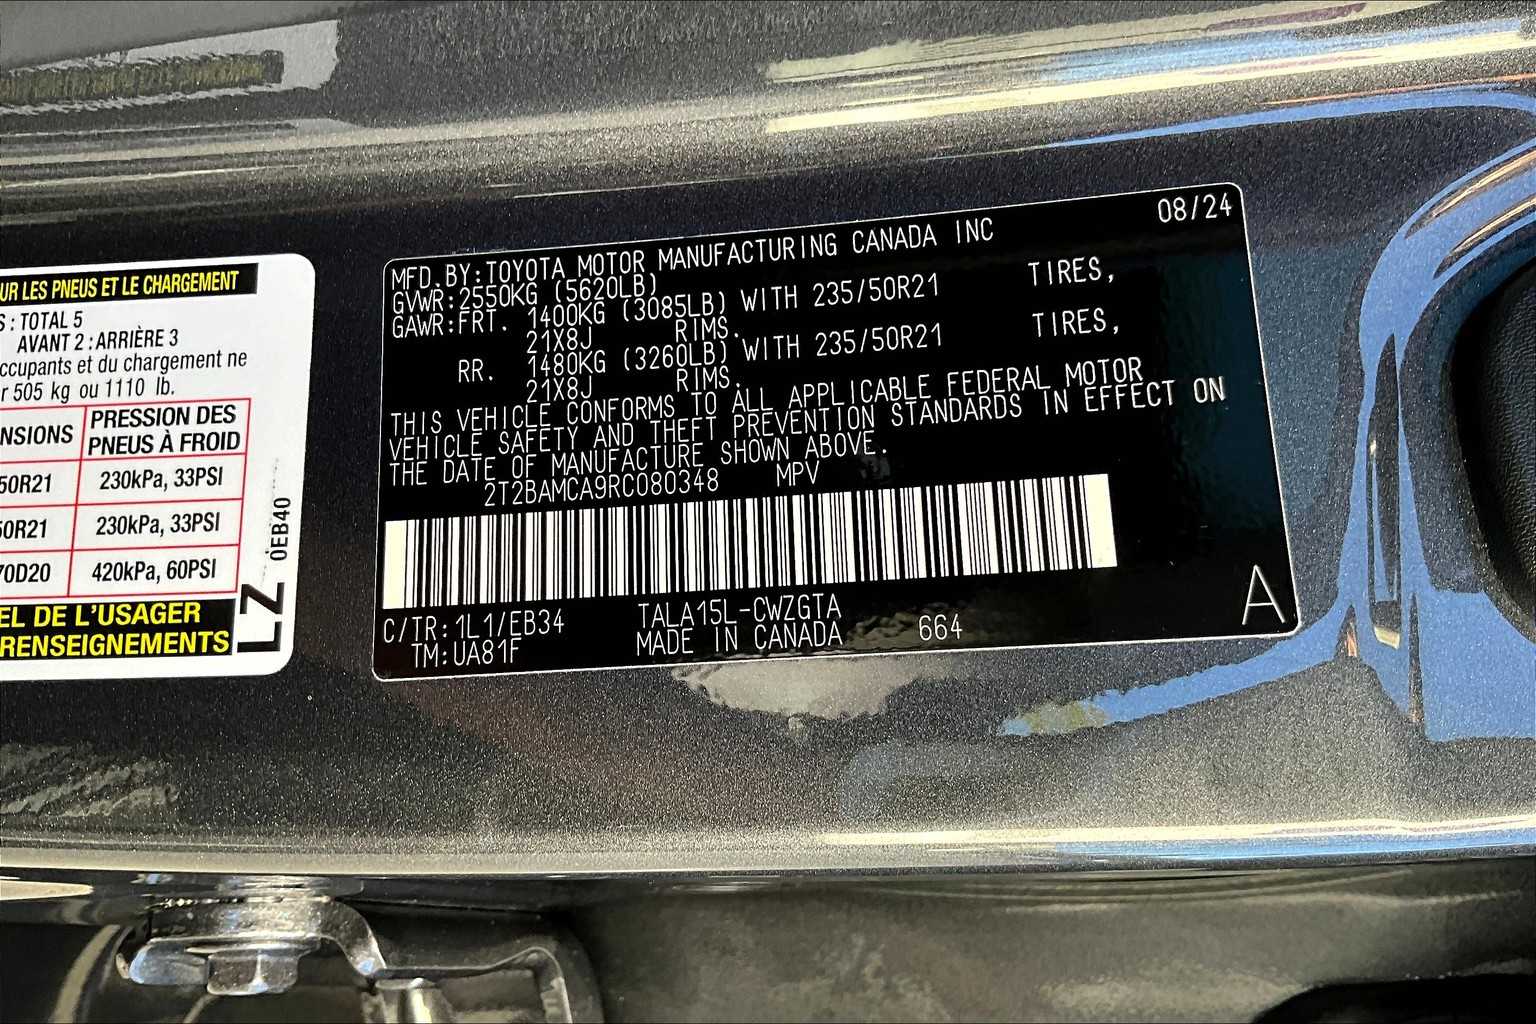 UR LES PNEUS ET LE CHARGEMENT
S : TOTAL 5
AVANT 2 : ARRIÈRE 3
ccupants et du chargement ne
r 505 kg ou 1110 lb.
NSIONS PRESSION DES PNEUS À FROID
50R21 230kPa, 33PSI
50R21 230kPa, 33PSI
70D20 420kPa, 60PSI
EL DE L'USAGER
RENSEIGNEMENTS
LZ 0EB40
08/24
MFD. BY: TOYOTA MOTOR MANUFACTURING CANADA INC
GVWR: 2550KG (5620LB)
GAWR: FRT. 1400KG (3085LB) WITH 235/50R21 TIRES,
21X8J RIMS.
RR. 1480KG (3260LB) WITH 235/50R21 TIRES,
21X8J RIMS.
THIS VEHICLE CONFORMS TO ALL APPLICABLE FEDERAL MOTOR
VEHICLE SAFETY AND THEFT PREVENTION STANDARDS IN EFFECT ON
THE DATE OF MANUFACTURE SHOWN ABOVE.
2T2BAMCA9RC080348 MPV
C/TR: 1L1/EB34 TALA15L-CWZGTA
TM: UA81F MADE IN CANADA 664
A